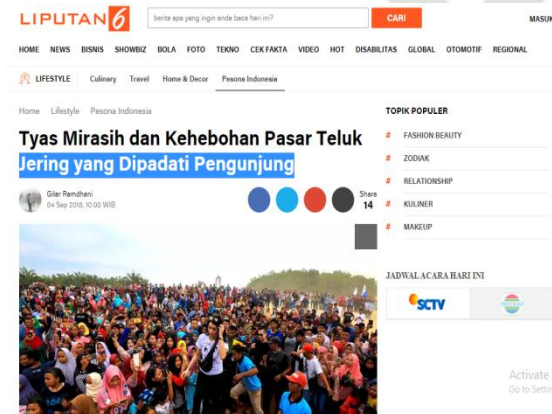 LIPUTAN 6
berita apa yang ingin anda baca hari ini?
CARI
MASUK
HOME NEWS BISNIS SHOWBIZ BOLA FOTO TEKNO CEK FAKTA VIDEO HOT DISABILITAS GLOBAL OTOMOTIF REGIONAL
LIFESTYLE Culinary Travel Home & Decor Pesona Indonesia
Home Lifestyle Pesona Indonesia
Tyas Mirasih dan Kehebohan Pasar Teluk
Jering yang Dipadati Pengunjung
Gilar Ramdhani
04 Sep 2018, 10:00 WIB
Share
14
TOPIK POPULER
# FASHION BEAUTY
# ZODIAK
# RELATIONSHIP
# KULINER
# MAKEUP
JADWAL ACARA HARI INI
SCTV
Activate
Go to Settin